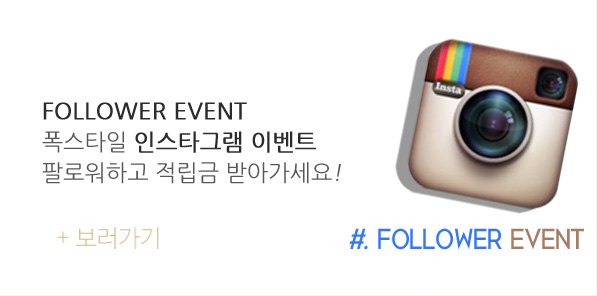 FOLLOWER EVENT
폭스타일 인스타그램 이벤트
팔로워하고 적립금 받아가세요!
+ 보러가기
Insta
#. FOLLOWER EVENT